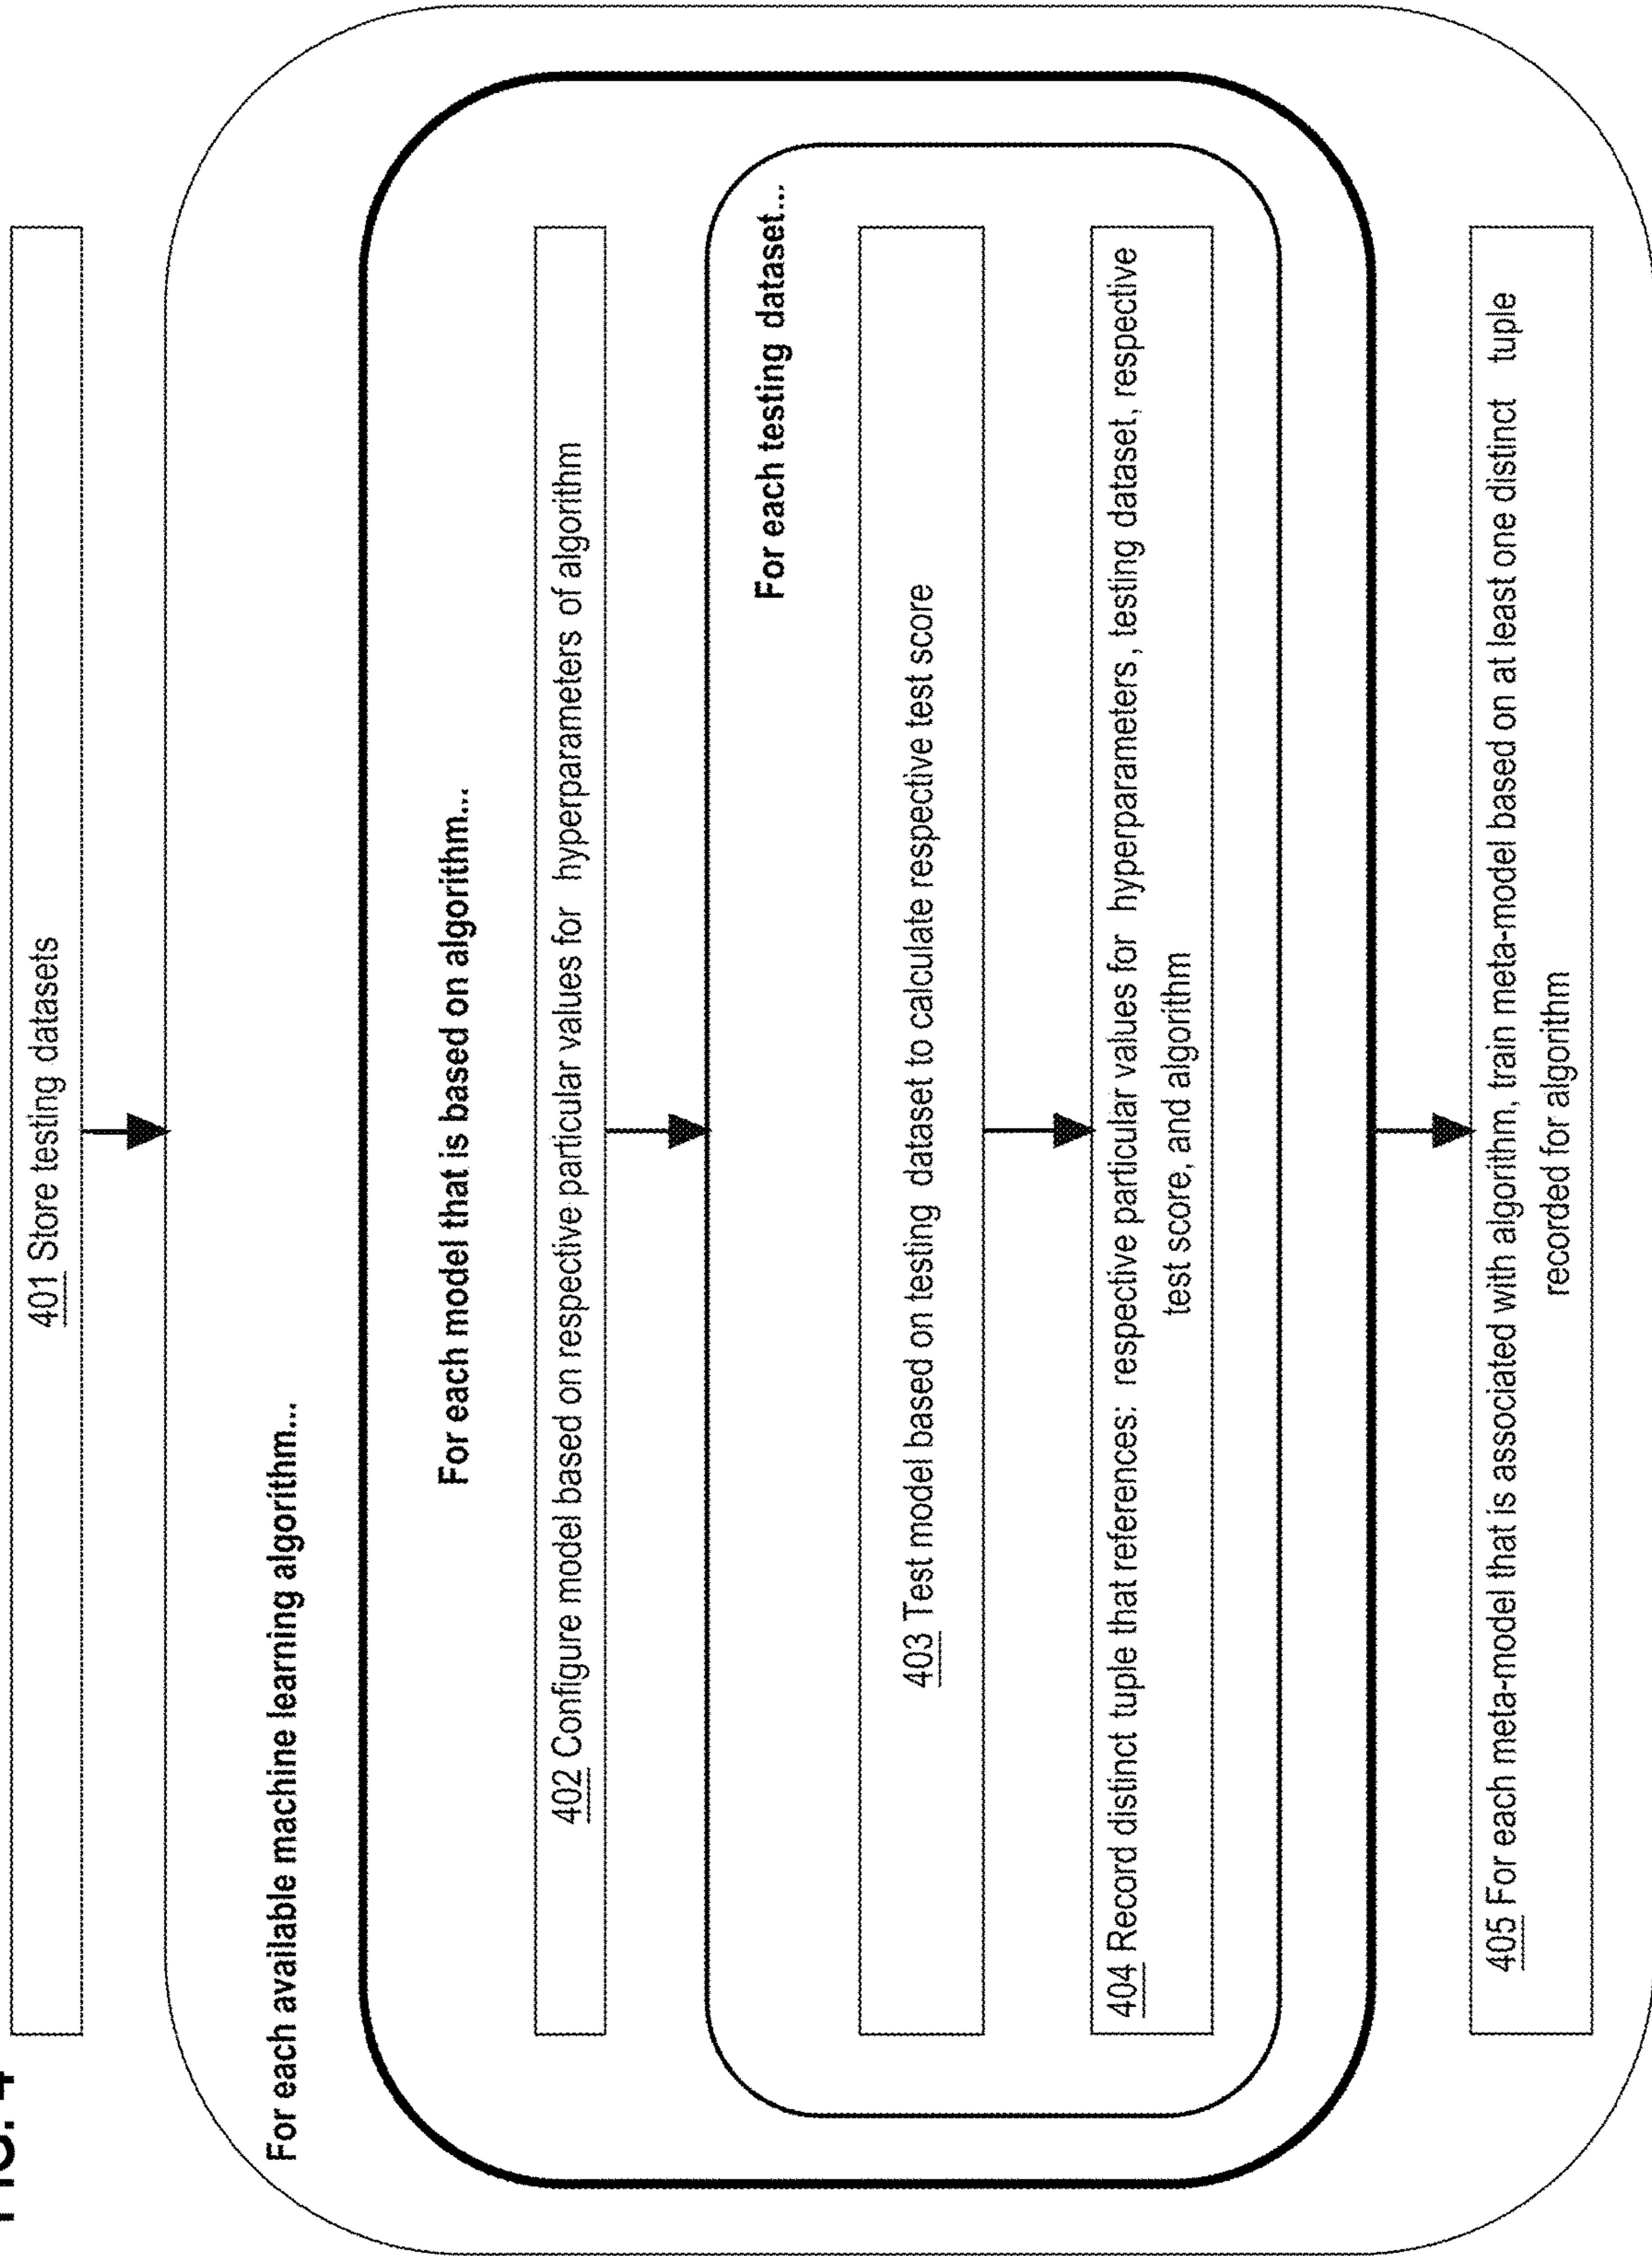 FIG. 4
401 Store testing datasets
For each available machine learning algorithm...
For each model that is based on algorithm...
402 Configure model based on respective particular values for hyperparameters of algorithm
For each testing dataset...
403 Test model based on testing dataset to calculate respective test score
404 Record distinct tuple that references: respective particular values for hyperparameters, testing dataset, respective
test score, and algorithm
405 For each meta-model that is associated with algorithm, train meta-model based on at least one distinct tuple
recorded for algorithm